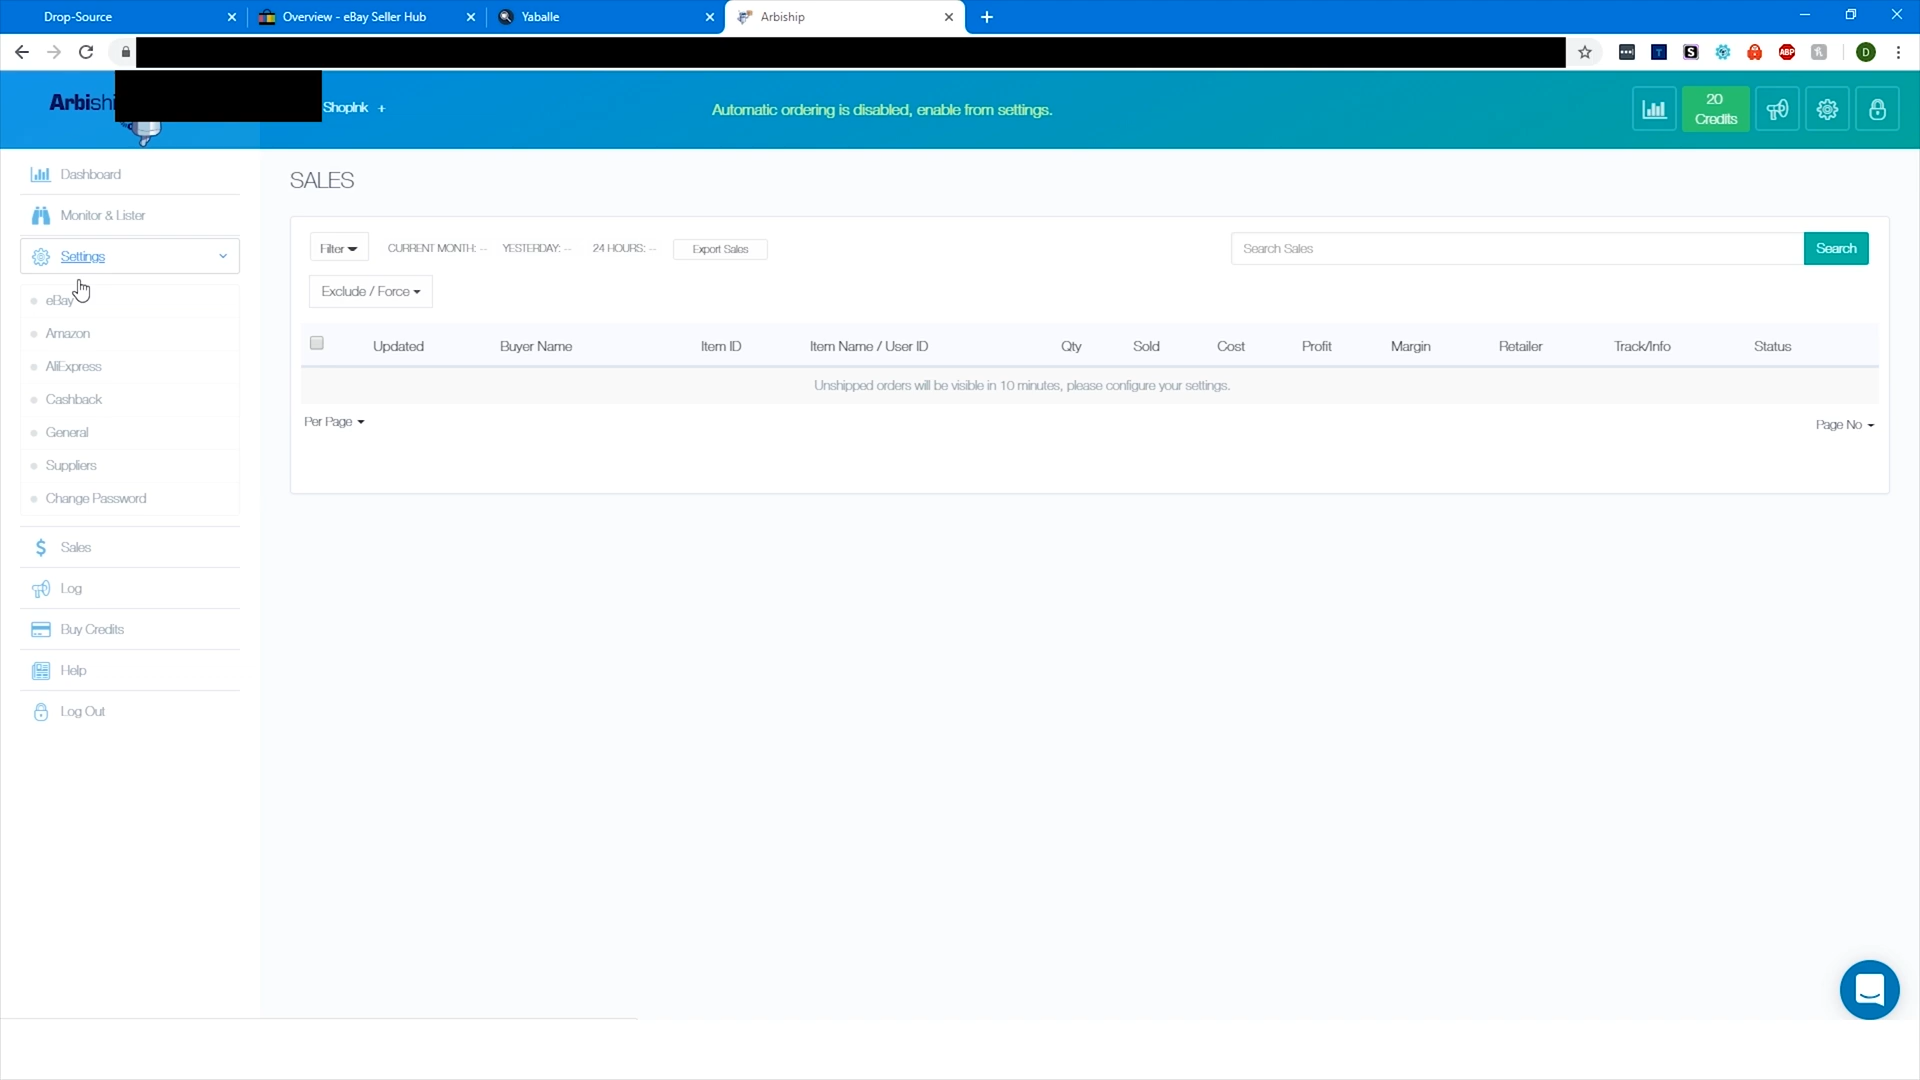 Drop-Source
Overview - eBay Seller Hub
Yaballe
Arbiship
Arbishi
ShopInk +
Automatic ordering is disabled, enable from settings.
20
Credits
Dashboard
Monitor & Lister
Settings
eBay
Amazon
AliExpress
Cashback
General
Suppliers
Change Password
Sales
Log
Buy Credits
Help
Log Out
SALES
Filter CURRENT MONTH: -- YESTERDAY: -- 24 HOURS: -- Export Sales Search Sales Search
Exclude / Force
Updated Buyer Name Item ID Item Name / User ID Qty Sold Cost Profit Margin Retailer Track/Info Status
Unshipped orders will be visible in 10 minutes, please configure your settings.
Per Page Page No
T
S
ABP
D